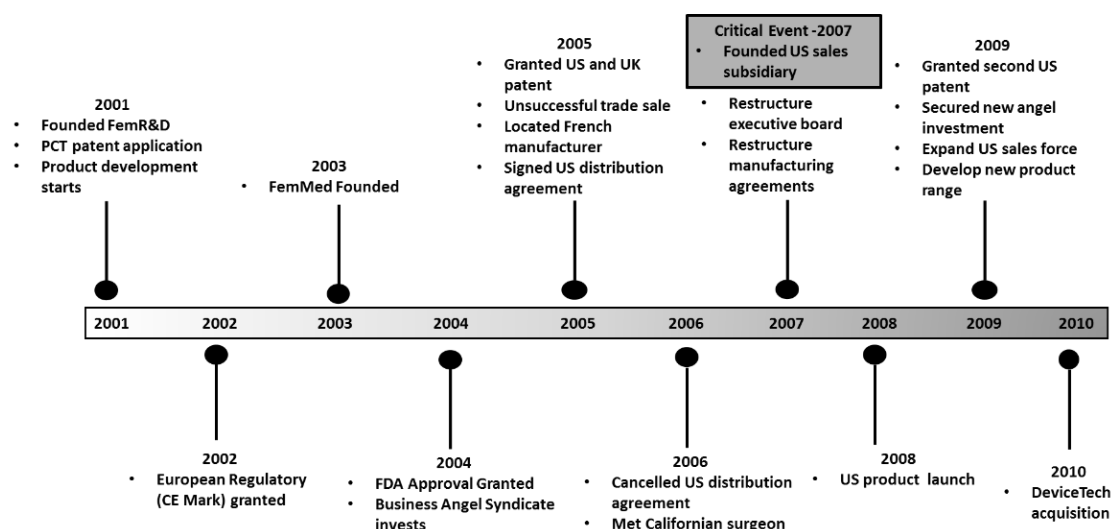 2001
• Founded FemR&D
• PCT patent application
• Product development
starts
2003
• FemMed Founded
2005
• Granted US and UK
patent
• Unsuccessful trade sale
• Located French
manufacturer
• Signed US distribution
agreement
Critical Event -2007
• Founded US sales
subsidiary
• Restructure
executive board
• Restructure
manufacturing
agreements
2009
• Granted second US
patent
• Secured new angel
investment
• Expand US sales force
• Develop new product
range
2001 2002 2003 2004 2005 2006 2007 2008 2009 2010
2002
• European Regulatory
(CE Mark) granted
2004
• FDA Approval Granted
• Business Angel Syndicate
invests
2006
• Cancelled US distribution
agreement
• Met Californian surgeon
2008
• US product launch
2010
• DeviceTech
acquisition